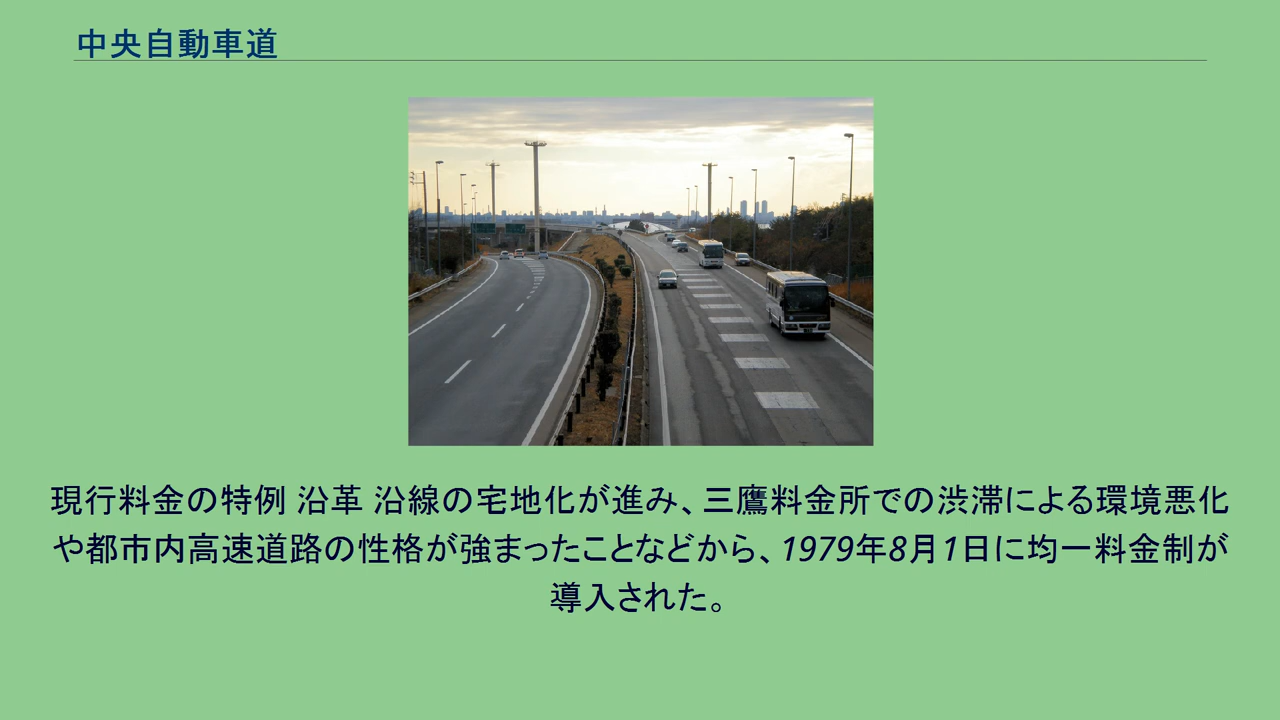 中央自動車道
現行料金の特例 沿革 沿線の宅地化が進み、三鷹料金所での渋滞による環境悪化
や都市内高速道路の性格が強まったことなどから、1979年8月1日に均一料金制が
導入された。